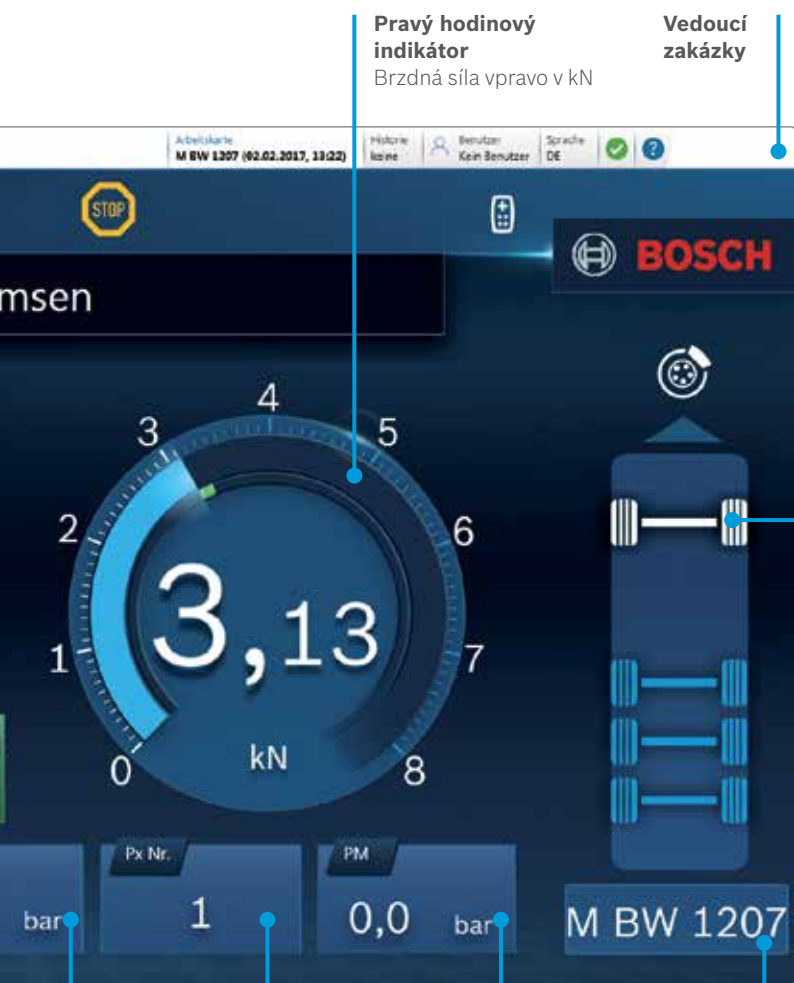 Pravý hodinový
indikátor
Brzdná síla vpravo v kN
Vedoucí
zakázky
Arbeitskarte
M BW 1207 (02.02.2017, 13:22)
Historie
keine
Benutzer
Kein Benutzer
Sprache
DE
?
STOP
BOSCH
msen
0
1
2
3
4
5
6
7
8
3,13
kN
bar
Px Nr.
1
PM
0,0 bar
M BW 1207